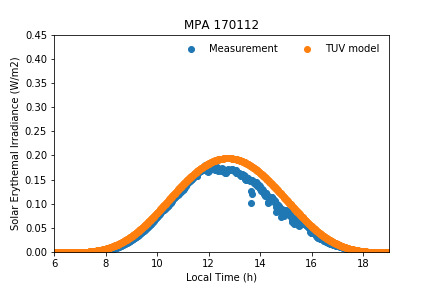 MPA 170112
Measurement
TUV model
Solar Erythemal Irradiance (W/m2)
0.45
0.40
0.35
0.30
0.25
0.20
0.15
0.10
0.05
0.00
6 8 10 12 14 16 18
Local Time (h)